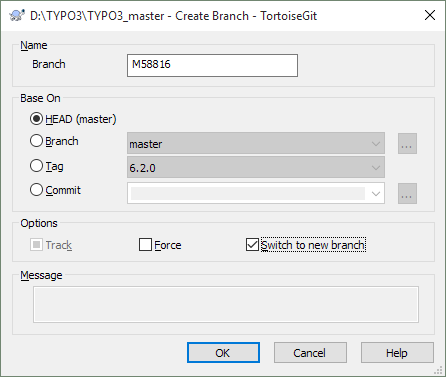 D:\TYPO3\TYPO3_master - Create Branch - TortoiseGit
Name
Branch M58816
Base On
HEAD (master)
Branch master ...
Tag 6.2.0
Commit ...
Options
Track Force Switch to new branch
Message
OK Cancel Help